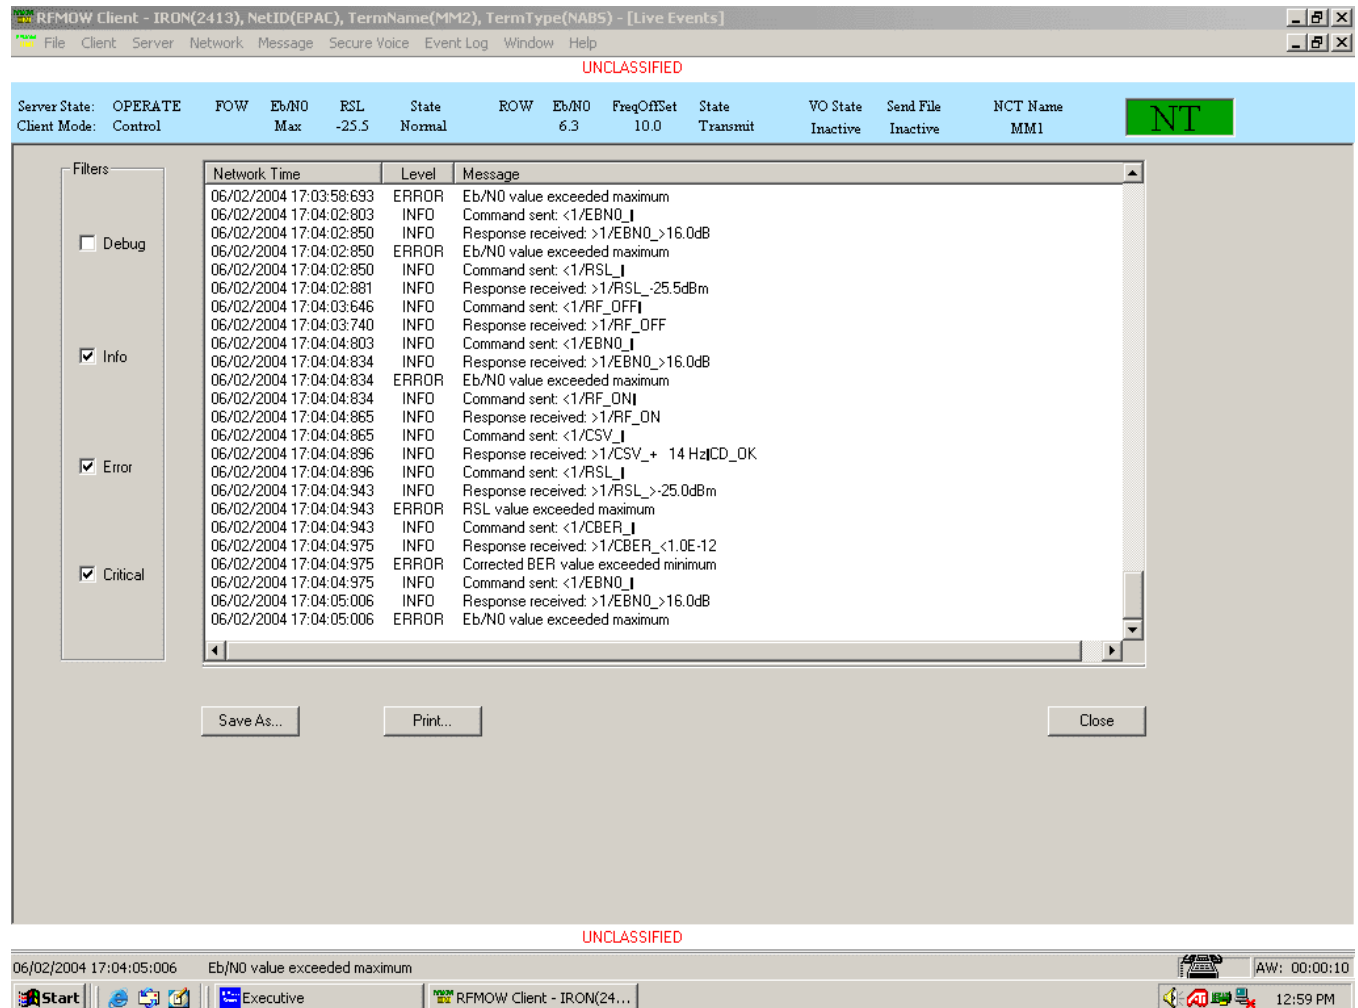 RFMOW Client - IRON(2413), NetID(EPAC), TermName(MM2), TermType(NABS) - [Live Events]
File Client Server Network Message Secure Voice Event Log Window Help
UNCLASSIFIED
Server State: OPERATE FOW Eb/N0 RSL State ROW Eb/N0 FreqOffSet State VO State Send File NCT Name
Client Mode: Control Max -25.5 Normal 6.3 10.0 Transmit Inactive Inactive MM1
NT
Filters
Debug
Info
Error
Critical
Network Time Level Message
06/02/2004 17:03:58:693 ERROR Eb/N0 value exceeded maximum
06/02/2004 17:04:02:803 INFO Command sent: <1/EBN0_
06/02/2004 17:04:02:850 INFO Response received: >1/EBN0_>16.0dB
06/02/2004 17:04:02:850 ERROR Eb/N0 value exceeded maximum
06/02/2004 17:04:02:850 INFO Command sent: <1/RSL_
06/02/2004 17:04:02:881 INFO Response received: >1/RSL_-25.5dBm
06/02/2004 17:04:03:646 INFO Command sent: <1/RF_OFF
06/02/2004 17:04:03:740 INFO Response received: >1/RF_OFF
06/02/2004 17:04:04:803 INFO Command sent: <1/EBN0_
06/02/2004 17:04:04:834 INFO Response received: >1/EBN0_>16.0dB
06/02/2004 17:04:04:834 ERROR Eb/N0 value exceeded maximum
06/02/2004 17:04:04:834 INFO Command sent: <1/RF_ON
06/02/2004 17:04:04:865 INFO Response received: >1/RF_ON
06/02/2004 17:04:04:865 INFO Command sent: <1/CSV_
06/02/2004 17:04:04:896 INFO Response received: >1/CSV_+ 14 Hz|CD_OK
06/02/2004 17:04:04:896 INFO Command sent: <1/RSL_
06/02/2004 17:04:04:943 INFO Response received: >1/RSL_>-25.0dBm
06/02/2004 17:04:04:943 ERROR RSL value exceeded maximum
06/02/2004 17:04:04:943 INFO Command sent: <1/CBER_
06/02/2004 17:04:04:975 INFO Response received: >1/CBER_<1.0E-12
06/02/2004 17:04:04:975 ERROR Corrected BER value exceeded minimum
06/02/2004 17:04:04:975 INFO Command sent: <1/EBN0_
06/02/2004 17:04:05:006 INFO Response received: >1/EBN0_>16.0dB
06/02/2004 17:04:05:006 ERROR Eb/N0 value exceeded maximum
Save As... Print... Close
UNCLASSIFIED
06/02/2004 17:04:05:006 Eb/N0 value exceeded maximum AW: 00:00:10
Start Executive RFMOW Client - IRON(24... 12:59 PM